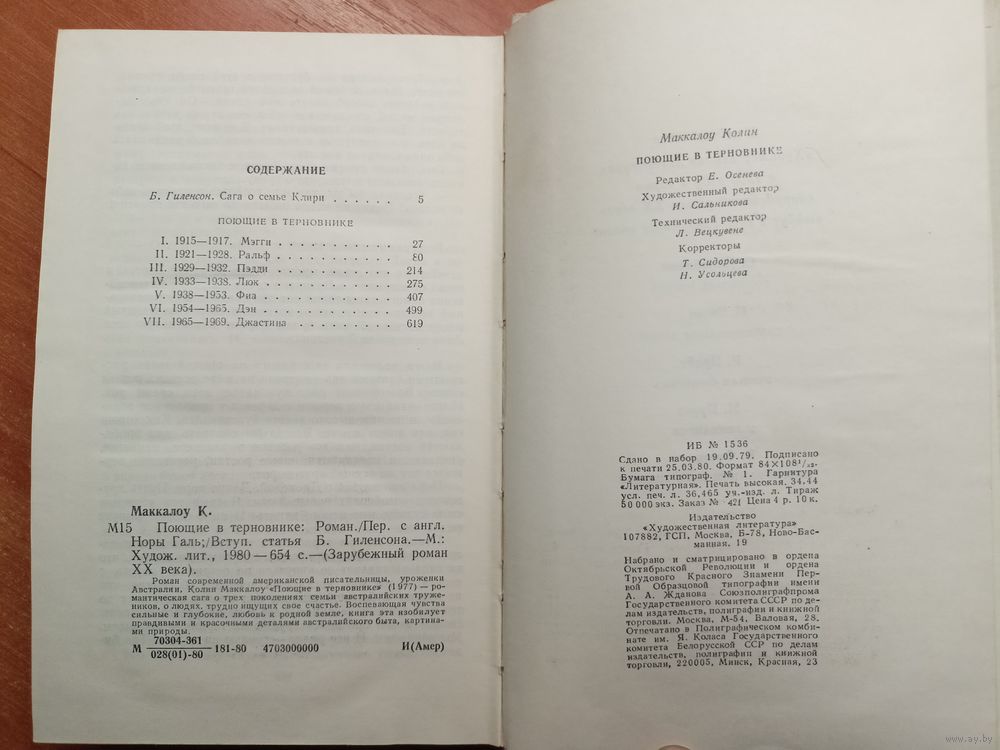 СОДЕРЖАНИЕ
Б. Гиленсон. Сага о семье Клири . . . . . . 5
ПОЮЩИЕ В ТЕРНОВНИКЕ
I. 1915—1917. Мэгги . . . . . . . . . . . 27
II. 1921—1928. Ральф . . . . . . . . . . . 80
III. 1929—1932. Пэдди . . . . . . . . . . . 214
IV. 1933—1938. Люк . . . . . . . . . . . . 275
V. 1938—1953. Фиа . . . . . . . . . . . . 407
VI. 1954—1965. Дэн . . . . . . . . . . . . 499
VII. 1965—1969. Джастина . . . . . . . . . 619
Маккалоу К.
М15 Поющие в терновнике: Роман./Пер. с англ.
Норы Галь;/Вступ. статья Б. Гиленсона.—М.:
Худож. лит., 1980—654 с.—(Зарубежный роман
XX века).
Роман современной американской писательницы, уроженки
Австралии, Колин Маккалоу «Поющие в терновнике» (1977) — ро-
мантическая сага о трех поколениях семьи австралийских труже-
ников, о людях, трудно ищущих свое счастье. Воспевающая чувства
сильные и глубокие, любовь к родной земле, книга эта изобилует
правдивыми и красочными деталями австралийского быта, картина-
ми природы.
М 70304-361
028(01)-80 181-80 4703000000 И(Амер)
Маккалоу Колин
ПОЮЩИЕ В ТЕРНОВНИКЕ
Редактор Е. Осенева
Художественный редактор
И. Сальникова
Технический редактор
Л. Вецкувене
Корректоры
Т. Сидорова
Н. Усольцева
ИБ № 1536
Сдано в набор 19.09.79. Подписано
к печати 25.03.80. Формат 84×108¹/₃₂.
Бумага типограф. № 1. Гарнитура
«Литературная». Печать высокая. 34,44
усл. печ. л. 36,465 уч.-изд. л. Тираж
50 000 экз. Заказ № 421 Цена 4 р. 10 к.
Издательство
«Художественная литература»
107882, ГСП, Москва, Б-78, Ново-Бас-
манная, 19
Набрано и сматрицировано в ордена
Октябрьской Революции и ордена
Трудового Красного Знамени Пер-
вой Образцовой типографии имени
А. А. Жданова Союзполиграфпрома
Государственного комитета СССР по де-
лам издательств, полиграфии и книжной
торговли. Москва, М-54, Валовая, 28.
Отпечатано в Полиграфическом комби-
нате им. Я. Коласа Государственного
комитета Белорусской ССР по делам
издательств, полиграфии и книжной
торговли, 220005, Минск, Красная, 23
www.ay.by